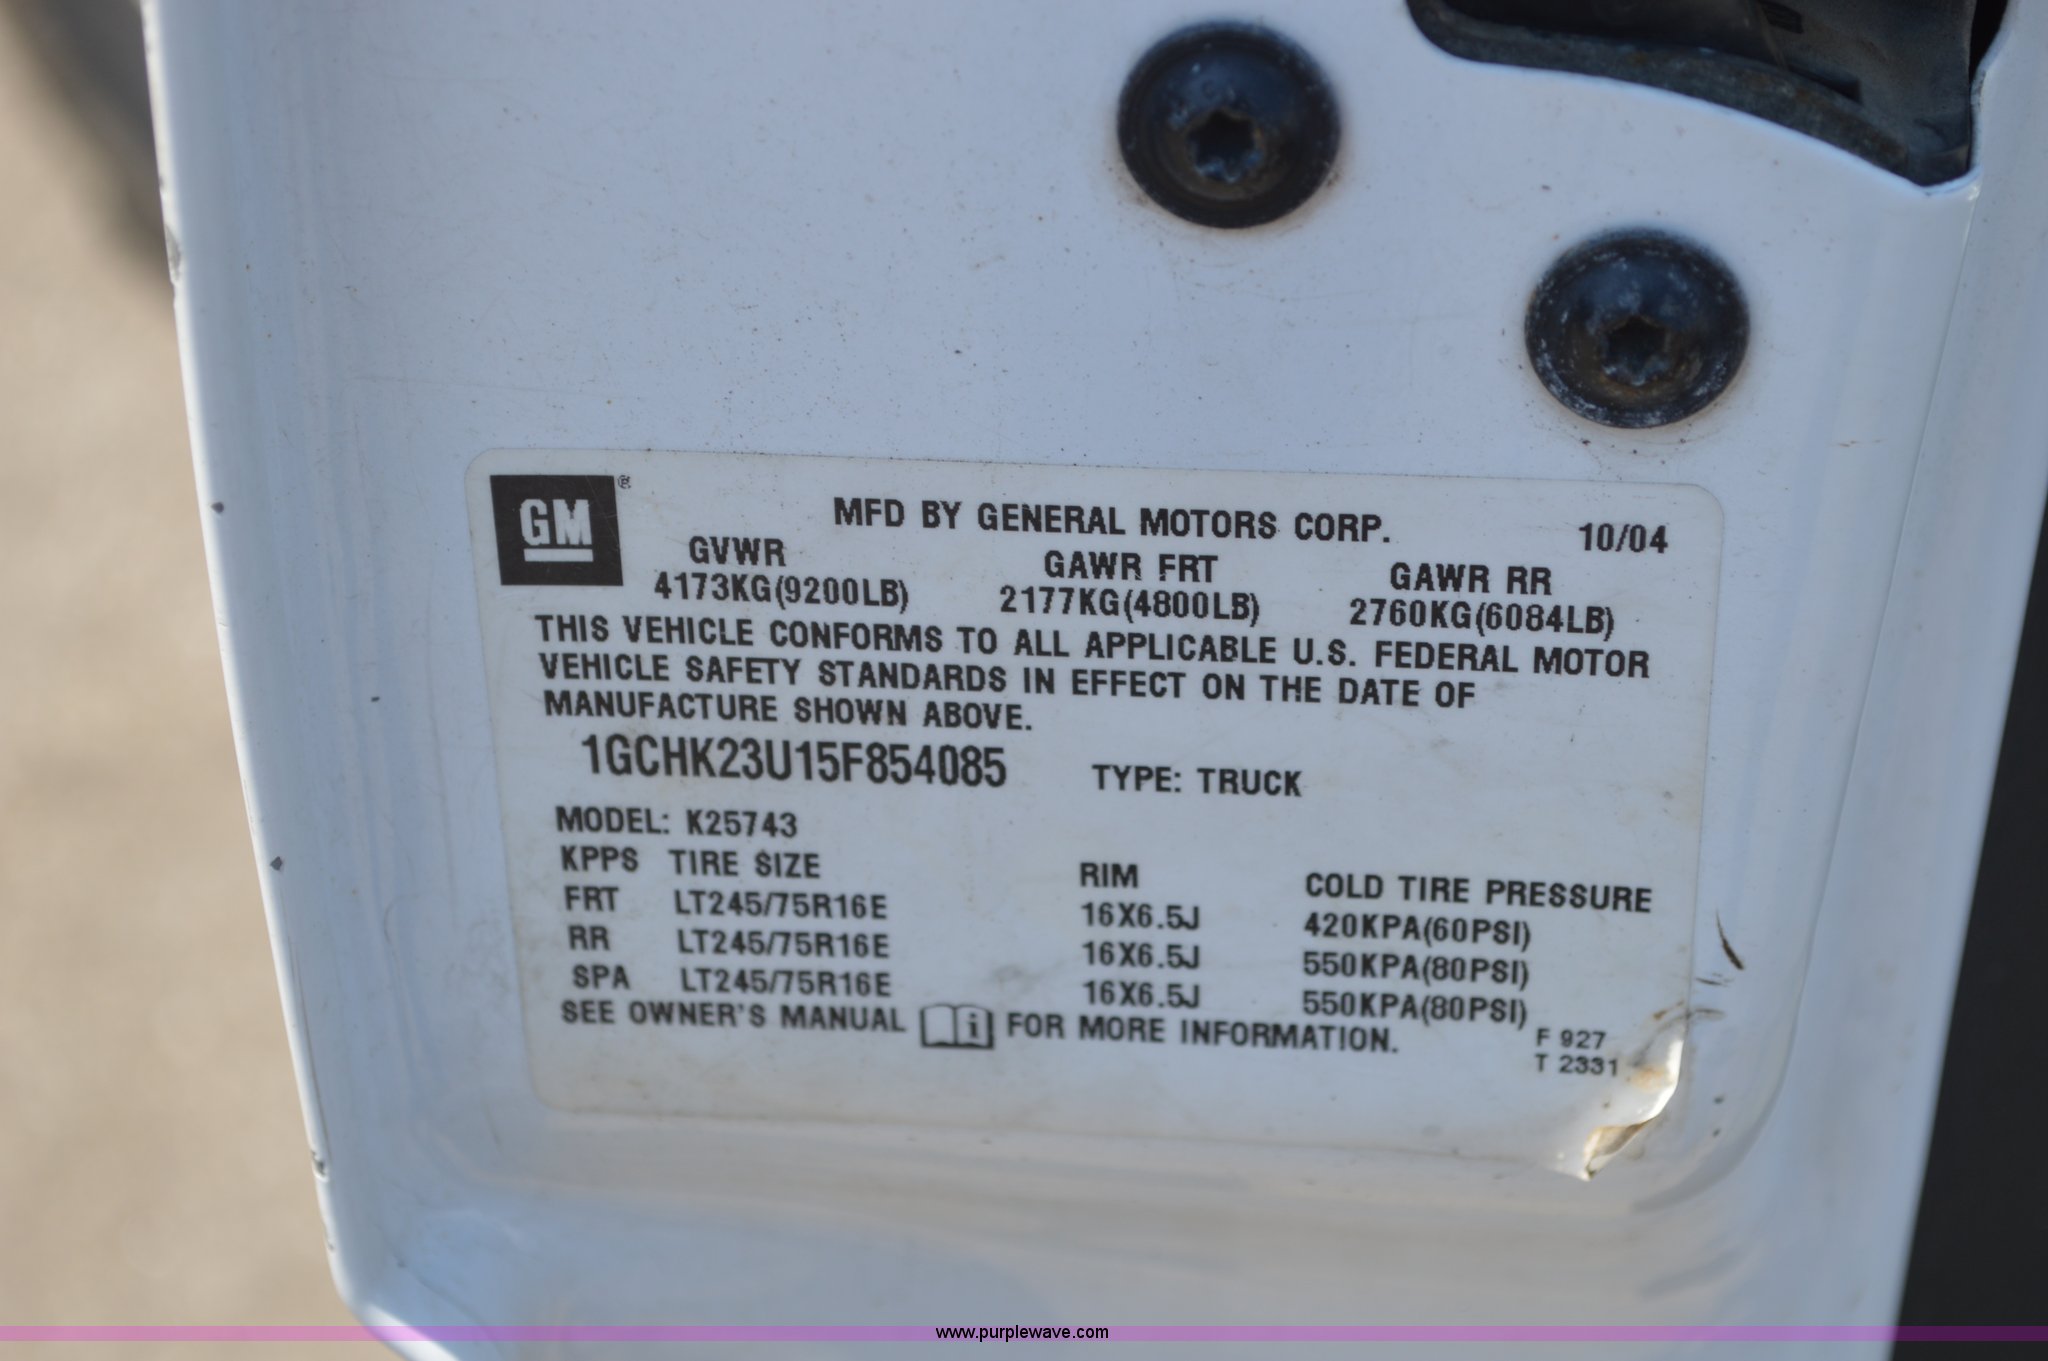 GM ®
MFD BY GENERAL MOTORS CORP. 10/04
GVWR GAWR FRT GAWR RR
4173KG(9200LB) 2177KG(4800LB) 2760KG(6084LB)
THIS VEHICLE CONFORMS TO ALL APPLICABLE U.S. FEDERAL MOTOR
VEHICLE SAFETY STANDARDS IN EFFECT ON THE DATE OF
MANUFACTURE SHOWN ABOVE.
1GCHK23U15F854085 TYPE: TRUCK
MODEL: K25743
KPPS TIRE SIZE RIM COLD TIRE PRESSURE
FRT LT245/75R16E 16X6.5J 420KPA(60PSI)
RR LT245/75R16E 16X6.5J 550KPA(80PSI)
SPA LT245/75R16E 16X6.5J 550KPA(80PSI)
SEE OWNER'S MANUAL i FOR MORE INFORMATION.
F 927
T 2331
www.purplewave.com